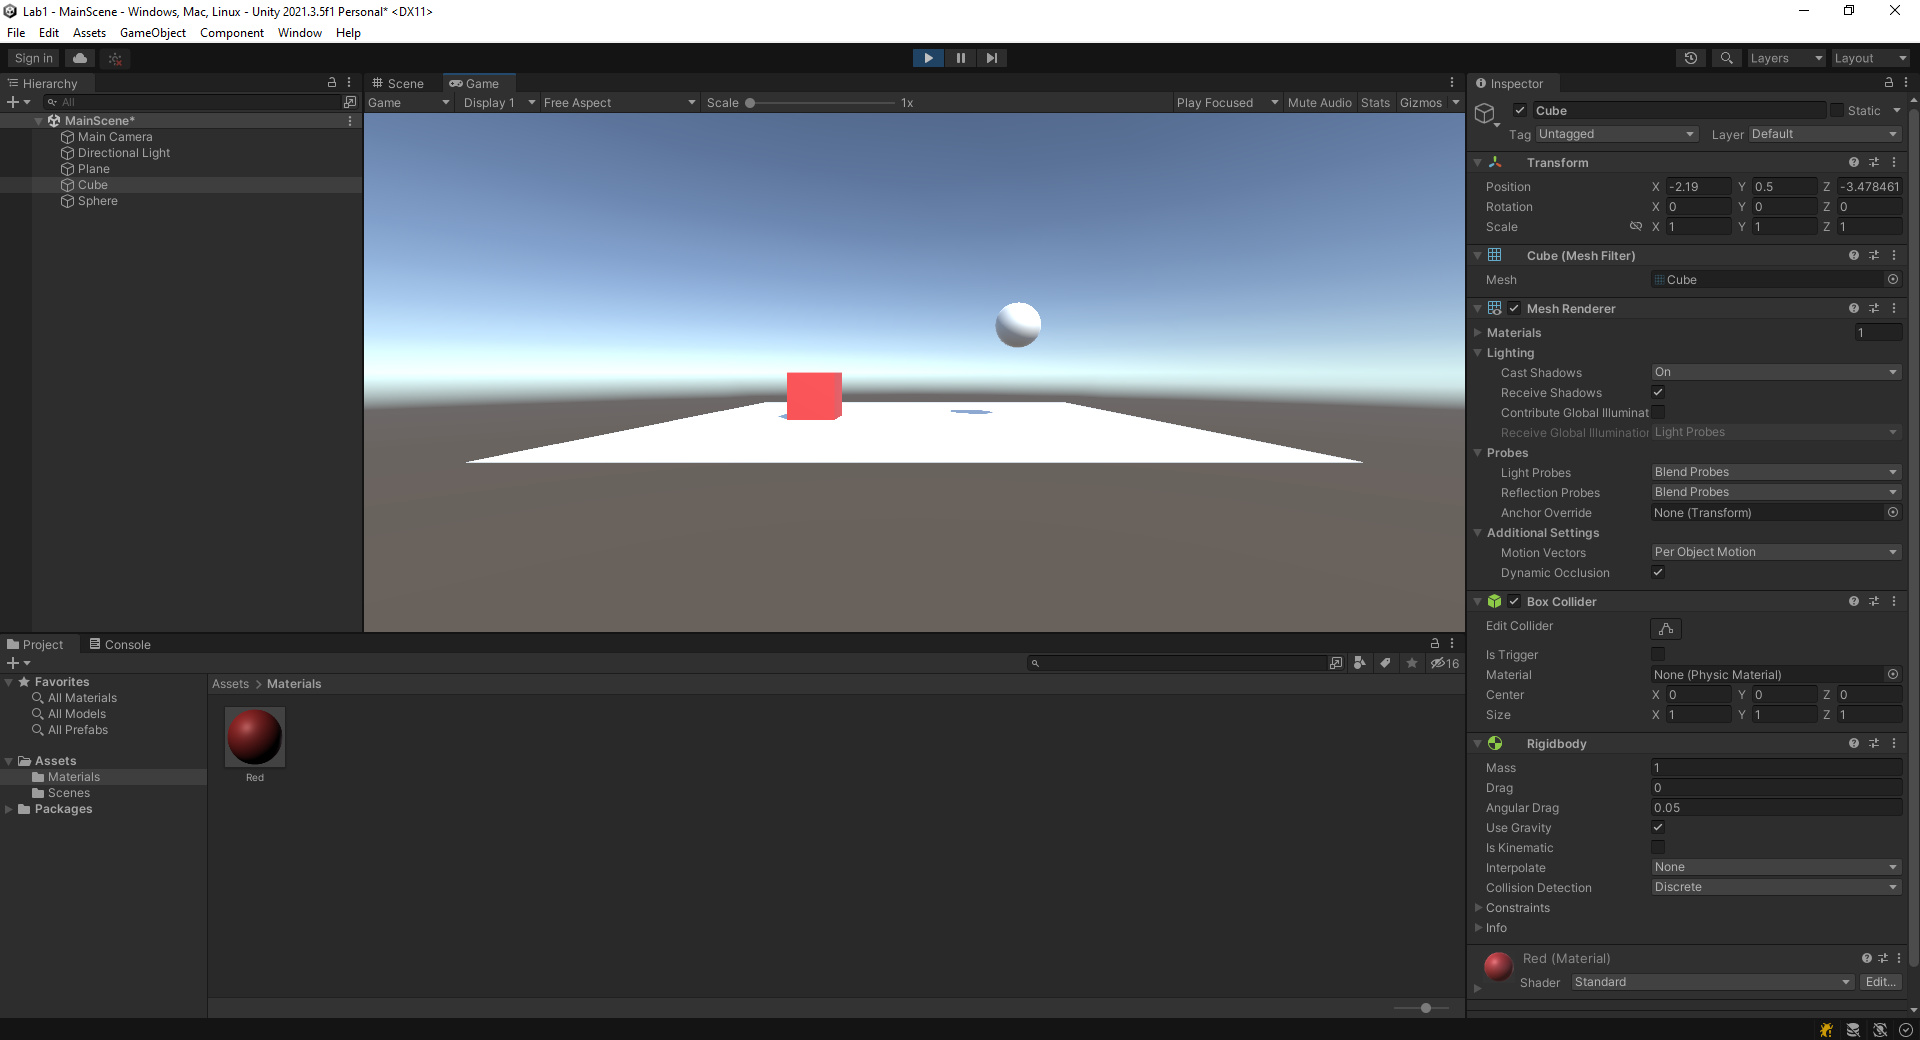 Lab1 - MainScene - Windows, Mac, Linux - Unity 2021.3.5f1 Personal* <DX11>
File Edit Assets GameObject Component Window Help
Sign in
Layers
Layout
Hierarchy
All
MainScene*
Main Camera
Directional Light
Plane
Cube
Sphere
Scene
Game
Game
Display 1
Free Aspect
Scale
1x
Play Focused
Mute Audio
Stats
Gizmos
Project
Console
16
Favorites
All Materials
All Models
All Prefabs
Assets
Materials
Scenes
Packages
Assets > Materials
Red
Inspector
Cube
Static
Tag Untagged Layer Default
Transform
Position X -2.19 Y 0.5 Z -3.478461
Rotation X 0 Y 0 Z 0
Scale X 1 Y 1 Z 1
Cube (Mesh Filter)
Mesh Cube
Mesh Renderer
Materials 1
Lighting
Cast Shadows On
Receive Shadows
Contribute Global Illuminat
Receive Global Illumination Light Probes
Probes
Light Probes Blend Probes
Reflection Probes Blend Probes
Anchor Override None (Transform)
Additional Settings
Motion Vectors Per Object Motion
Dynamic Occlusion
Box Collider
Edit Collider
Is Trigger
Material None (Physic Material)
Center X 0 Y 0 Z 0
Size X 1 Y 1 Z 1
Rigidbody
Mass 1
Drag 0
Angular Drag 0.05
Use Gravity
Is Kinematic
Interpolate None
Collision Detection Discrete
Constraints
Info
Red (Material)
Shader Standard Edit...